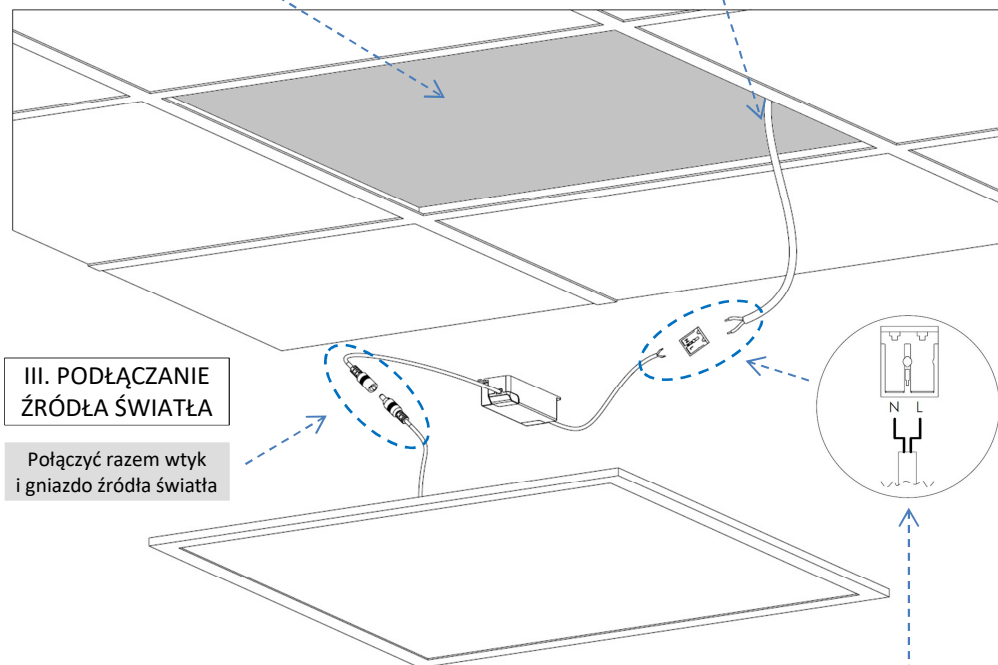 III. PODŁĄCZANIE
ŹRÓDŁA ŚWIATŁA
Połączyć razem wtyk
i gniazdo źródła światła
N L